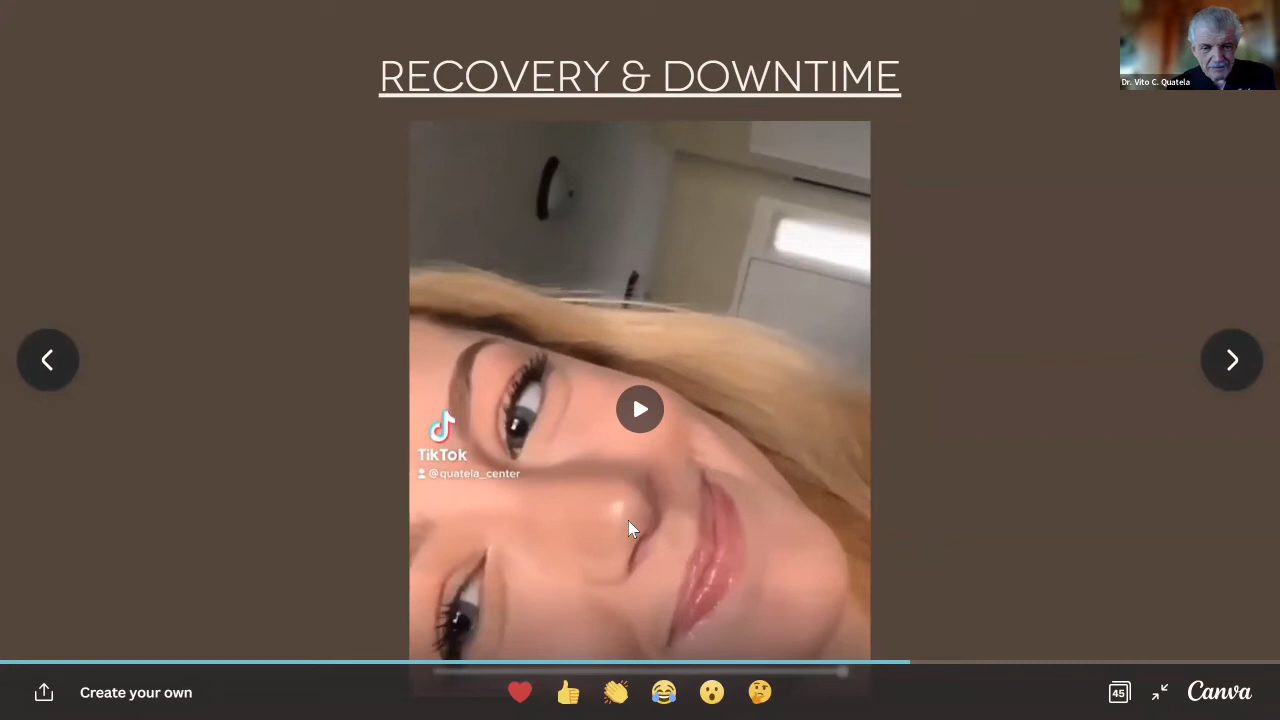 RECOVERY & DOWNTIME
Dr. Vito C. Quatela
TikTok
@quatela_center
Create your own
45
Canva